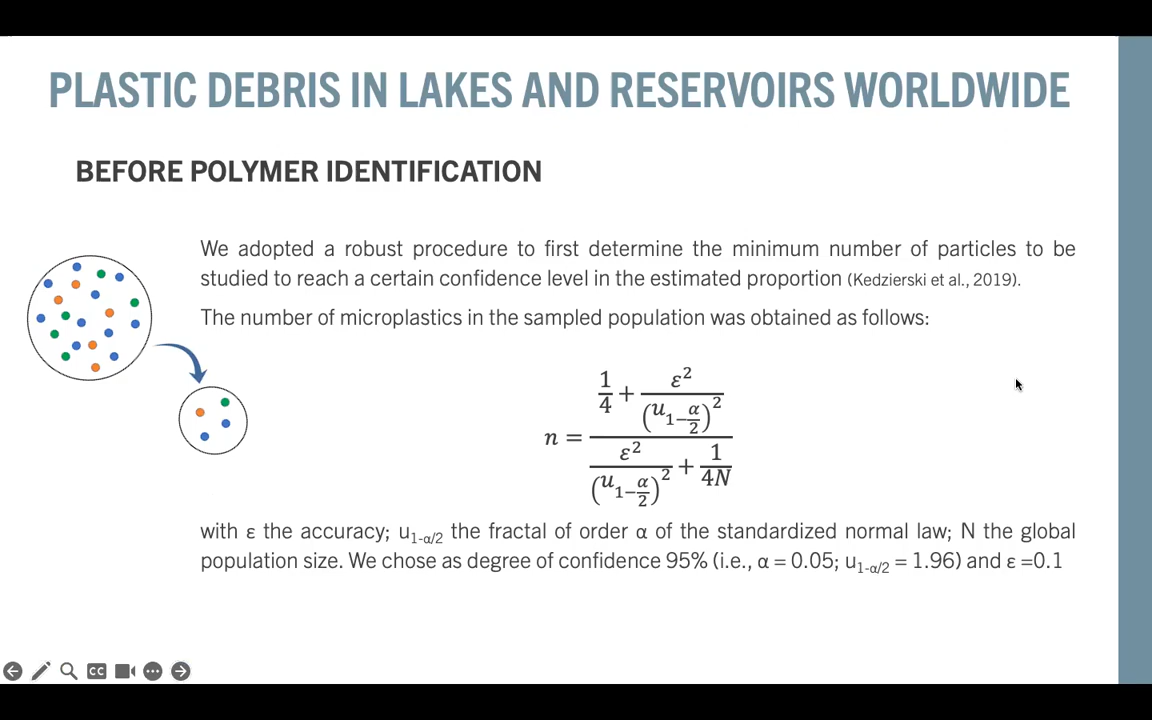 PLASTIC DEBRIS IN LAKES AND RESERVOIRS WORLDWIDE
BEFORE POLYMER IDENTIFICATION
We adopted a robust procedure to first determine the minimum number of particles to be
studied to reach a certain confidence level in the estimated proportion (Kedzierski et al., 2019).
The number of microplastics in the sampled population was obtained as follows:
n = (1/4 + ε²/(u₁₋α/₂)²) / (ε²/(u₁₋α/₂)² + 1/4N)
with ε the accuracy; u₁₋α/₂ the fractal of order α of the standardized normal law; N the global
population size. We chose as degree of confidence 95% (i.e., α = 0.05; u₁₋α/₂ = 1.96) and ε =0.1
CC